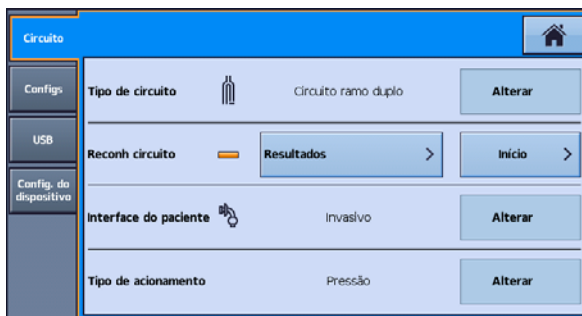 Circuito
Configs
USB
Config. do
dispositivo
Tipo de circuito Circuito ramo duplo Alterar
Reconh circuito Resultados > Início >
Interface do paciente Invasivo Alterar
Tipo de acionamento Pressão Alterar